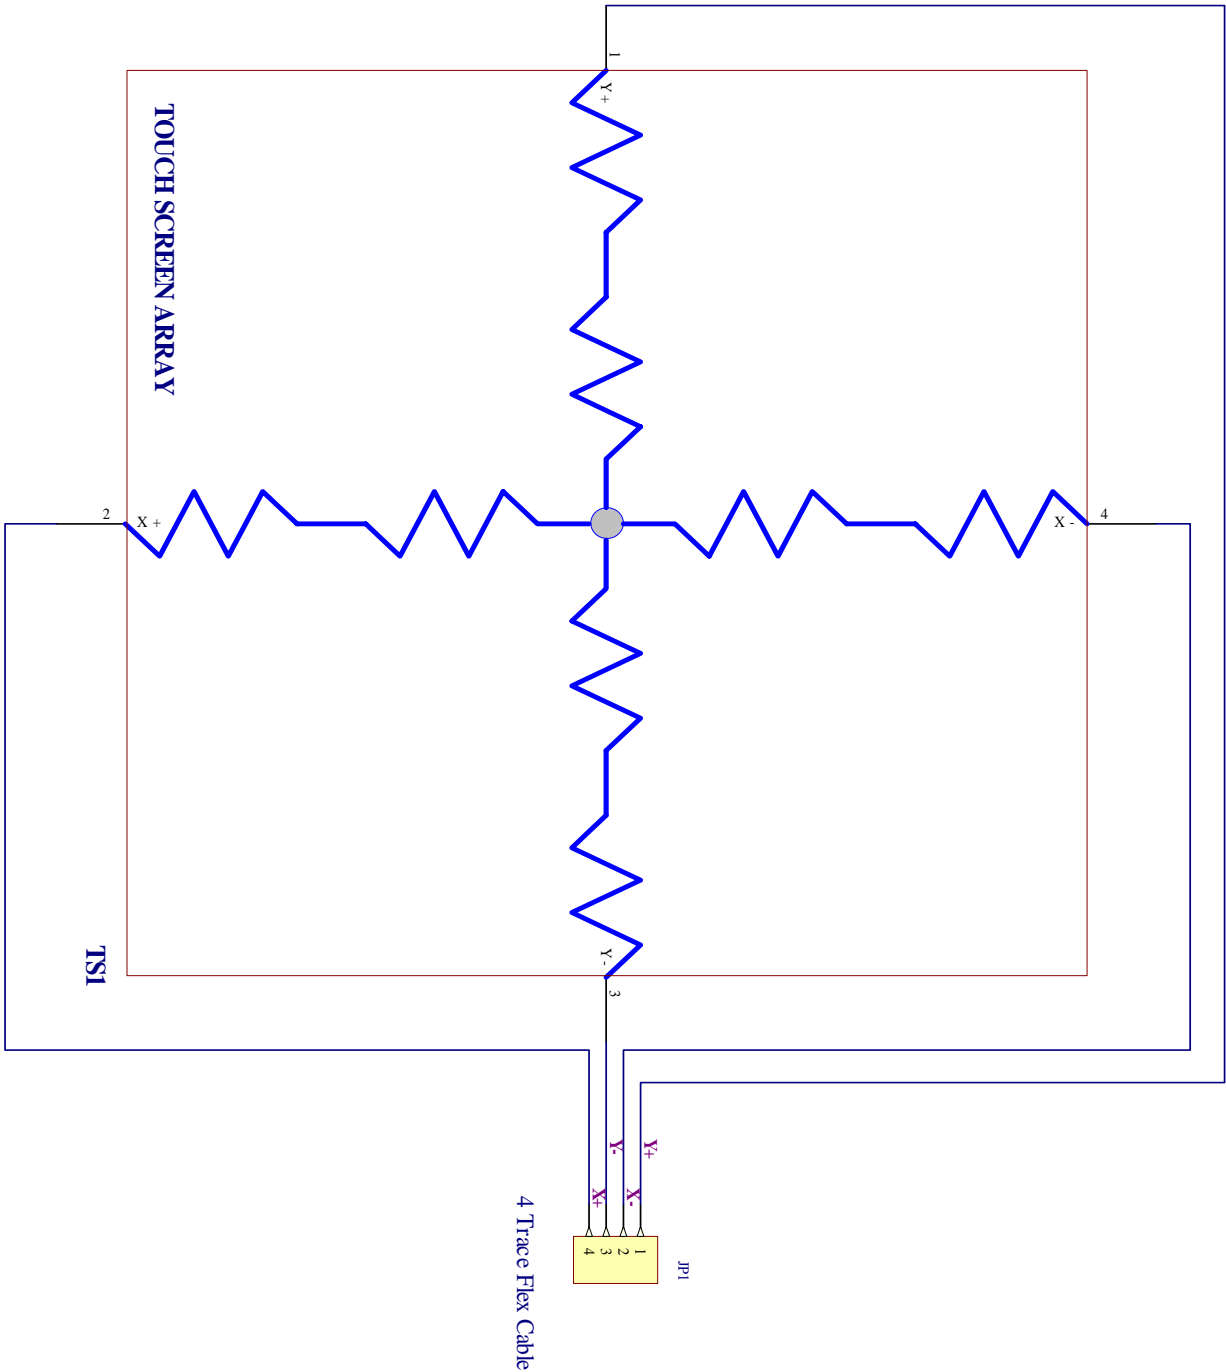 1
Y +
TOUCH SCREEN ARRAY
2
X +
X -
4
Y -
TS1
3
Y+
Y-
X-
X+
4 Trace Flex Cable
1
2
3
4
JP1